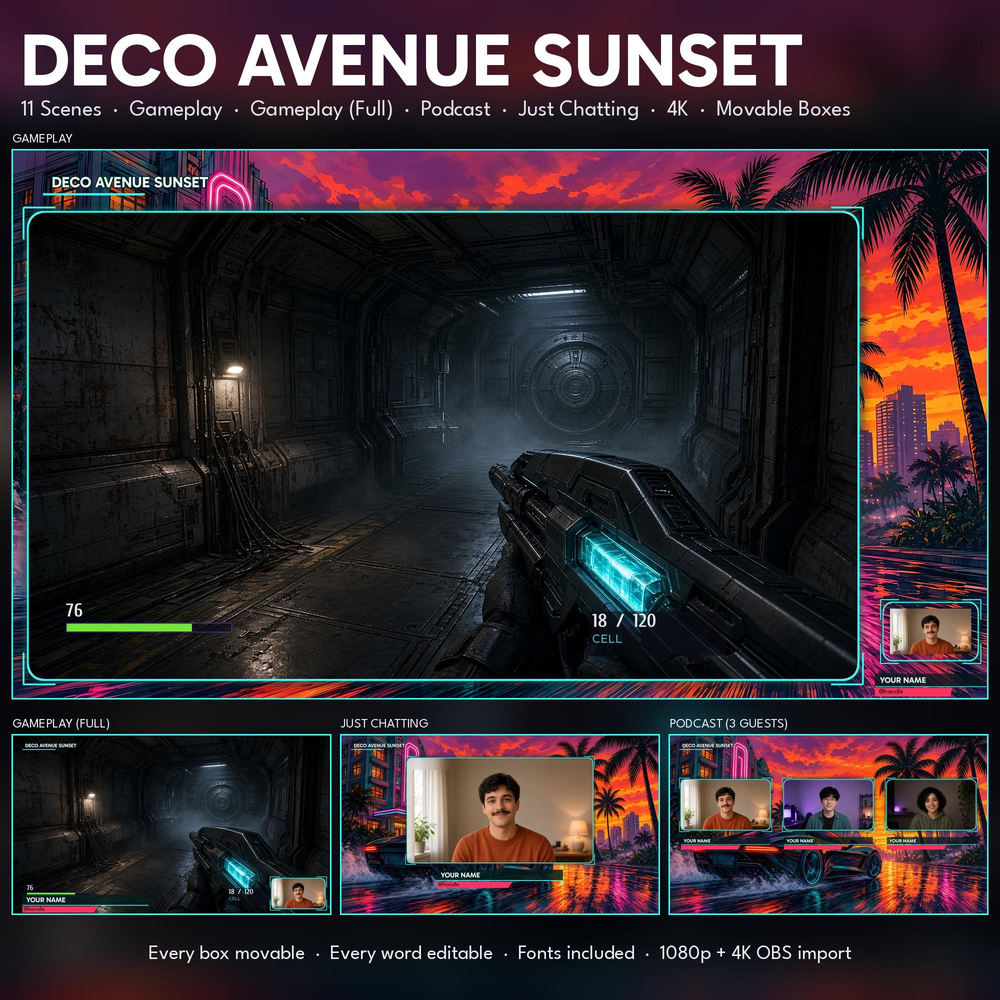 DECO AVENUE SUNSET
11 Scenes · Gameplay · Gameplay (Full) · Podcast · Just Chatting · 4K · Movable Boxes
GAMEPLAY
DECO AVENUE SUNSET
76
18 / 120
CELL
YOUR NAME
@handle
GAMEPLAY (FULL)
DECO AVENUE SUNSET
76
18 / 120
CELL
YOUR NAME
@handle
JUST CHATTING
DECO AVENUE SUNSET
YOUR NAME
@handle
PODCAST (3 GUESTS)
DECO AVENUE SUNSET
YOUR NAME
YOUR NAME
YOUR NAME
Every box movable · Every word editable · Fonts included · 1080p + 4K OBS import